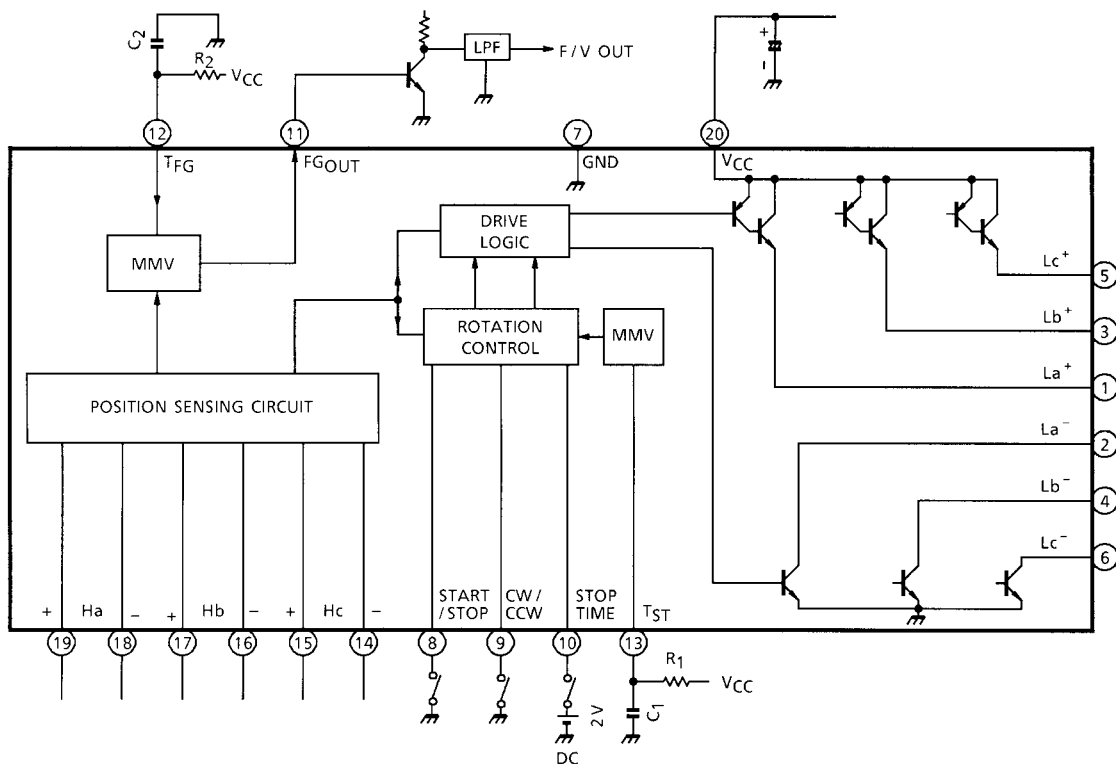 C2
R2
VCC
LPF
F/V OUT
+
-
12
11
7
20
TFG
FGOUT
GND
VCC
DRIVE
LOGIC
MMV
Lc+
5
ROTATION
CONTROL
MMV
Lb+
3
La+
1
POSITION SENSING CIRCUIT
La−
2
Lb−
4
Lc−
6
+ Ha −
+ Hb −
+ Hc −
START
/STOP
CW/
CCW
STOP
TIME
TST
19
18
17
16
15
14
8
9
10
13
R1
VCC
C1
2 V
DC